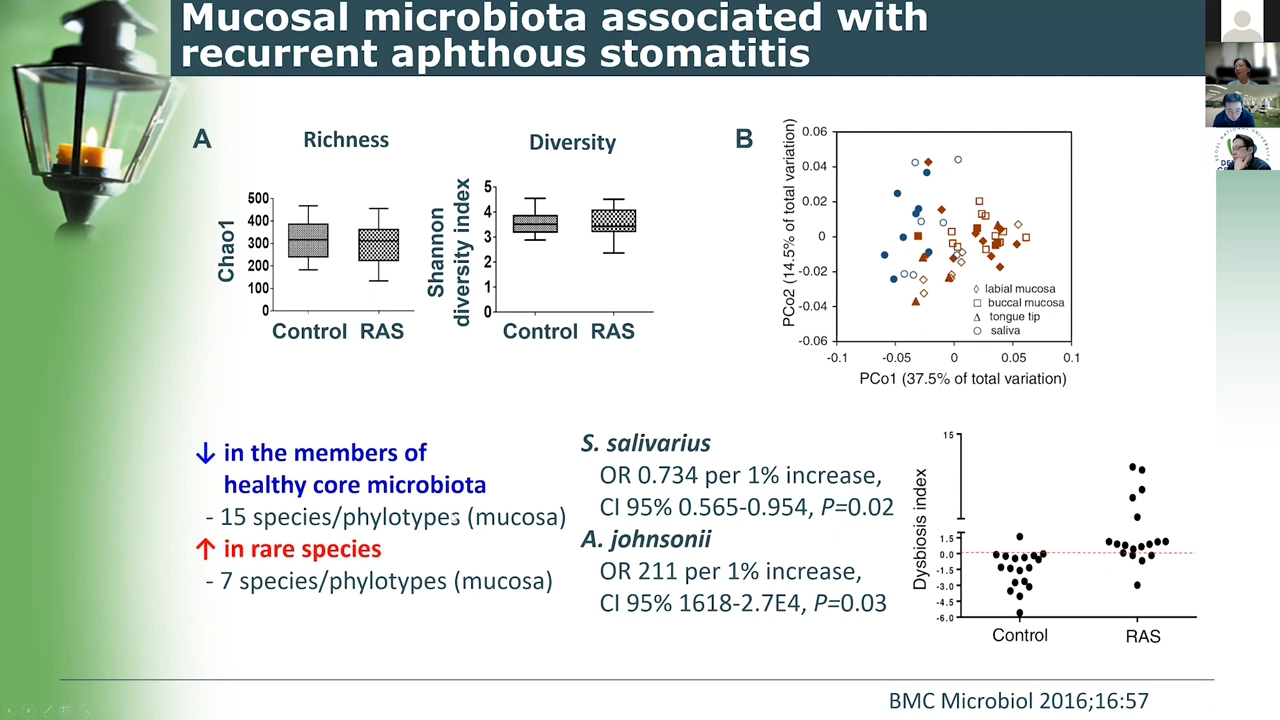 Mucosal microbiota associated with
recurrent aphthous stomatitis
A
Richness
Chao1
500
400
300
200
100
0
Control RAS
Diversity
Shannon
diversity index
5
4
3
2
1
0
Control RAS
B
PCo2 (14.5% of total variation)
0.06
0.04
0.02
0
-0.02
-0.04
-0.06
-0.1 -0.05 0 0.05 0.1
PCo1 (37.5% of total variation)
labial mucosa
buccal mucosa
tongue tip
saliva
↓ in the members of
healthy core microbiota
- 15 species/phylotypes (mucosa)
↑ in rare species
- 7 species/phylotypes (mucosa)
S. salivarius
OR 0.734 per 1% increase,
CI 95% 0.565-0.954, P=0.02
A. johnsonii
OR 211 per 1% increase,
CI 95% 1618-2.7E4, P=0.03
Dysbiosis index
15
1.5
0.0
-1.5
-3.0
-4.5
-6.0
Control RAS
BMC Microbiol 2016;16:57